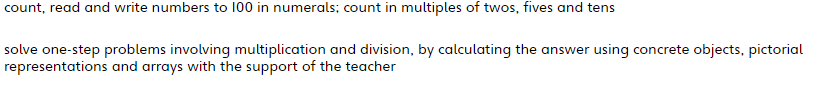 count, read and write numbers to 100 in numerals; count in multiples of twos, fives and tens
solve one-step problems involving multiplication and division, by calculating the answer using concrete objects, pictorial
representations and arrays with the support of the teacher